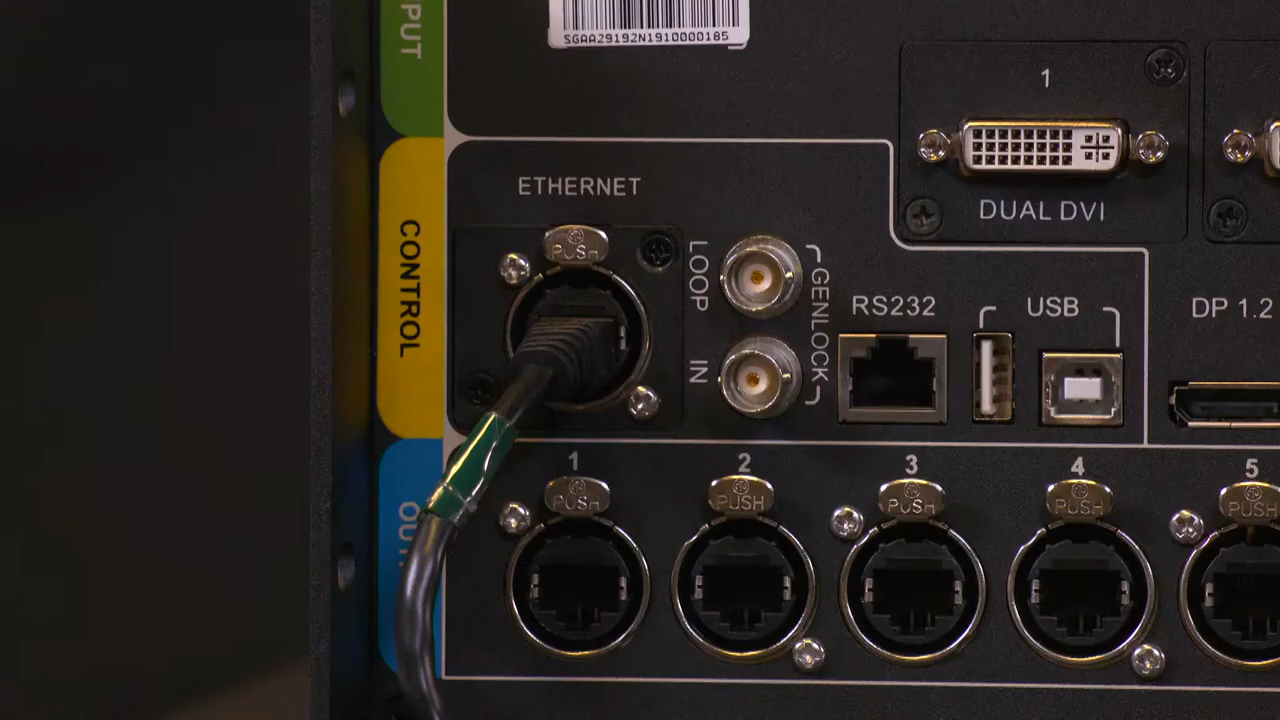 PUT
SGAA29192N1910000185
1
DUAL DVI
ETHERNET
CONTROL
PUSH
LOOP
IN
GENLOCK
RS232
USB
DP 1.2
OUT
1
2
3
4
5
PUSH
PUSH
PUSH
PUSH
PUSH